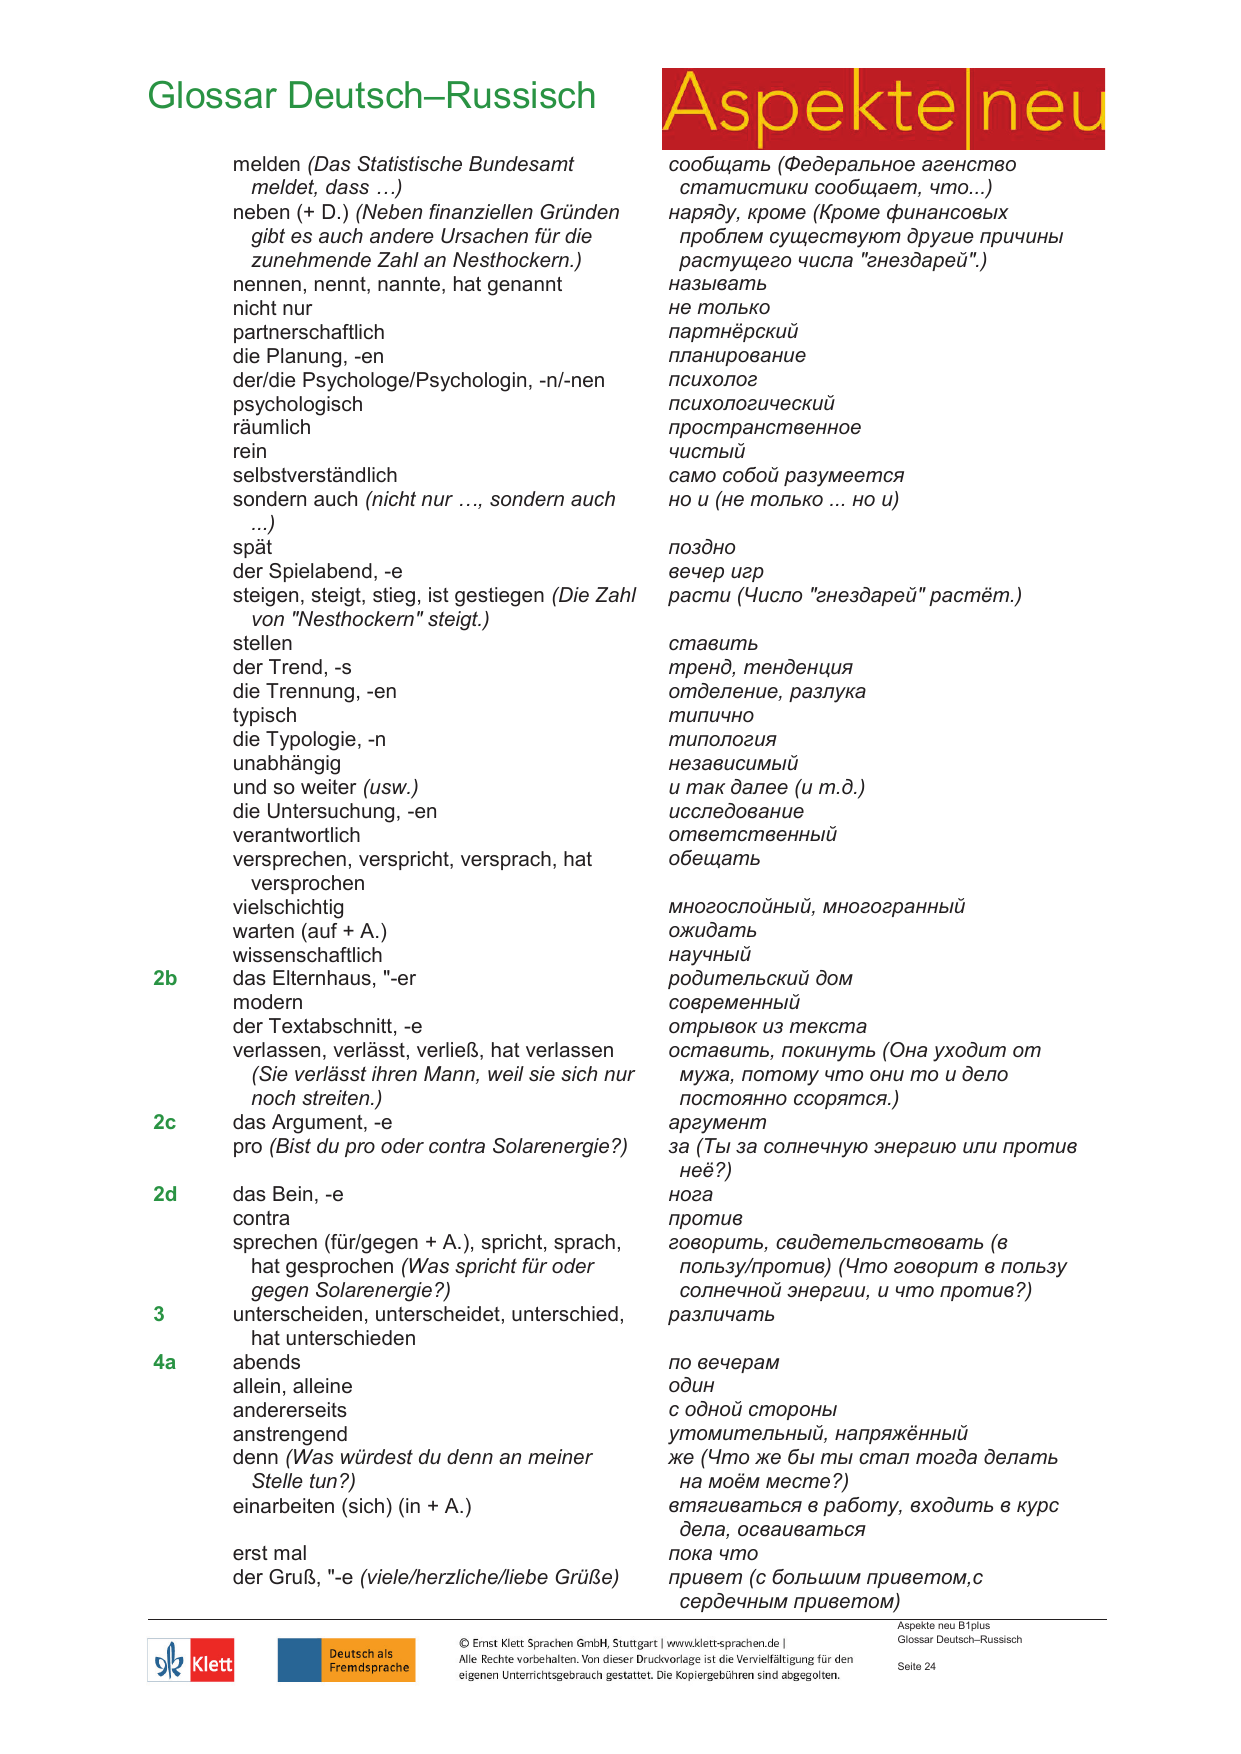 Glossar Deutsch–Russisch
Aspekte|neu
melden (Das Statistische Bundesamt сообщать (Федеральное агенство
meldet, dass …) статистики сообщает, что...)
neben (+ D.) (Neben finanziellen Gründen наряду, кроме (Кроме финансовых
gibt es auch andere Ursachen für die проблем существуют другие причины
zunehmende Zahl an Nesthockern.) растущего числа "гнездарей".)
nennen, nennt, nannte, hat genannt называть
nicht nur не только
partnerschaftlich партнёрский
die Planung, -en планирование
der/die Psychologe/Psychologin, -n/-nen психолог
psychologisch психологический
räumlich пространственное
rein чистый
selbstverständlich само собой разумеется
sondern auch (nicht nur …, sondern auch но и (не только ... но и)
...)
spät поздно
der Spielabend, -e вечер игр
steigen, steigt, stieg, ist gestiegen (Die Zahl расти (Число "гнездарей" растёт.)
von "Nesthockern" steigt.)
stellen ставить
der Trend, -s тренд, тенденция
die Trennung, -en отделение, разлука
typisch типично
die Typologie, -n типология
unabhängig независимый
und so weiter (usw.) и так далее (и т.д.)
die Untersuchung, -en исследование
verantwortlich ответственный
versprechen, verspricht, versprach, hat обещать
versprochen
vielschichtig многослойный, многогранный
warten (auf + A.) ожидать
wissenschaftlich научный
2b das Elternhaus, "-er родительский дом
modern современный
der Textabschnitt, -e отрывок из текста
verlassen, verlässt, verließ, hat verlassen оставить, покинуть (Она уходит от
(Sie verlässt ihren Mann, weil sie sich nur мужа, потому что они то и дело
noch streiten.) постоянно ссорятся.)
2c das Argument, -e аргумент
pro (Bist du pro oder contra Solarenergie?) за (Ты за солнечную энергию или против
неё?)
2d das Bein, -e нога
contra против
sprechen (für/gegen + A.), spricht, sprach, говорить, свидетельствовать (в
hat gesprochen (Was spricht für oder пользу/против) (Что говорит в пользу
gegen Solarenergie?) солнечной энергии, и что против?)
3 unterscheiden, unterscheidet, unterschied, различать
hat unterschieden
4a abends по вечерам
allein, alleine один
andererseits с одной стороны
anstrengend утомительный, напряжённый
denn (Was würdest du denn an meiner же (Что же бы ты стал тогда делать
Stelle tun?) на моём месте?)
einarbeiten (sich) (in + A.) втягиваться в работу, входить в курс
дела, осваиваться
erst mal пока что
der Gruß, "-e (viele/herzliche/liebe Grüße) привет (с большим приветом,с
сердечным приветом)
Klett
Deutsch als
Fremdsprache
© Ernst Klett Sprachen GmbH, Stuttgart | www.klett-sprachen.de |
Alle Rechte vorbehalten. Von dieser Druckvorlage ist die Vervielfältigung für den
eigenen Unterrichtsgebrauch gestattet. Die Kopiergebühren sind abgegolten.
Aspekte neu B1plus
Glossar Deutsch–Russisch
Seite 24